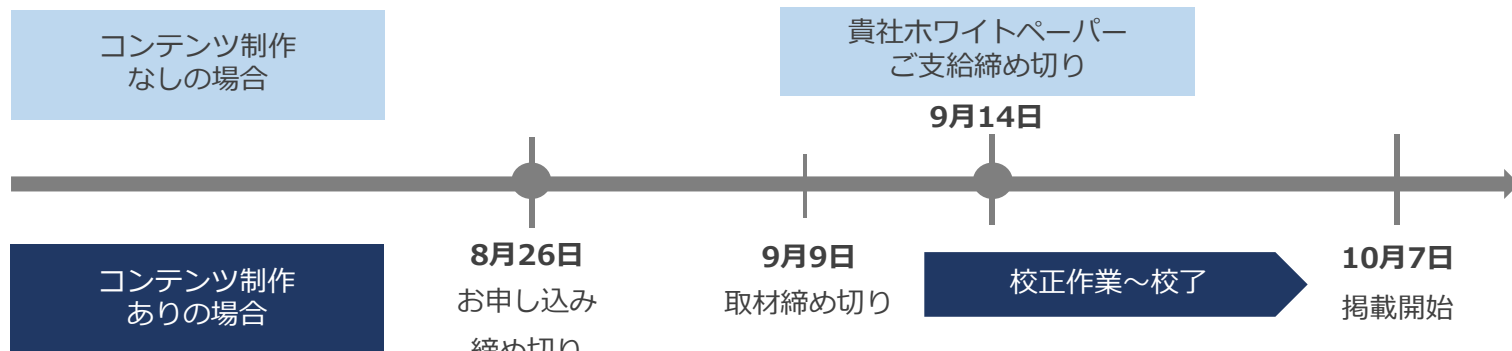 コンテンツ制作
なしの場合
貴社ホワイトペーパー
ご支給締め切り
9月14日
コンテンツ制作
ありの場合
8月26日
お申し込み
締め切り
9月9日
取材締め切り
校正作業～校了
10月7日
掲載開始